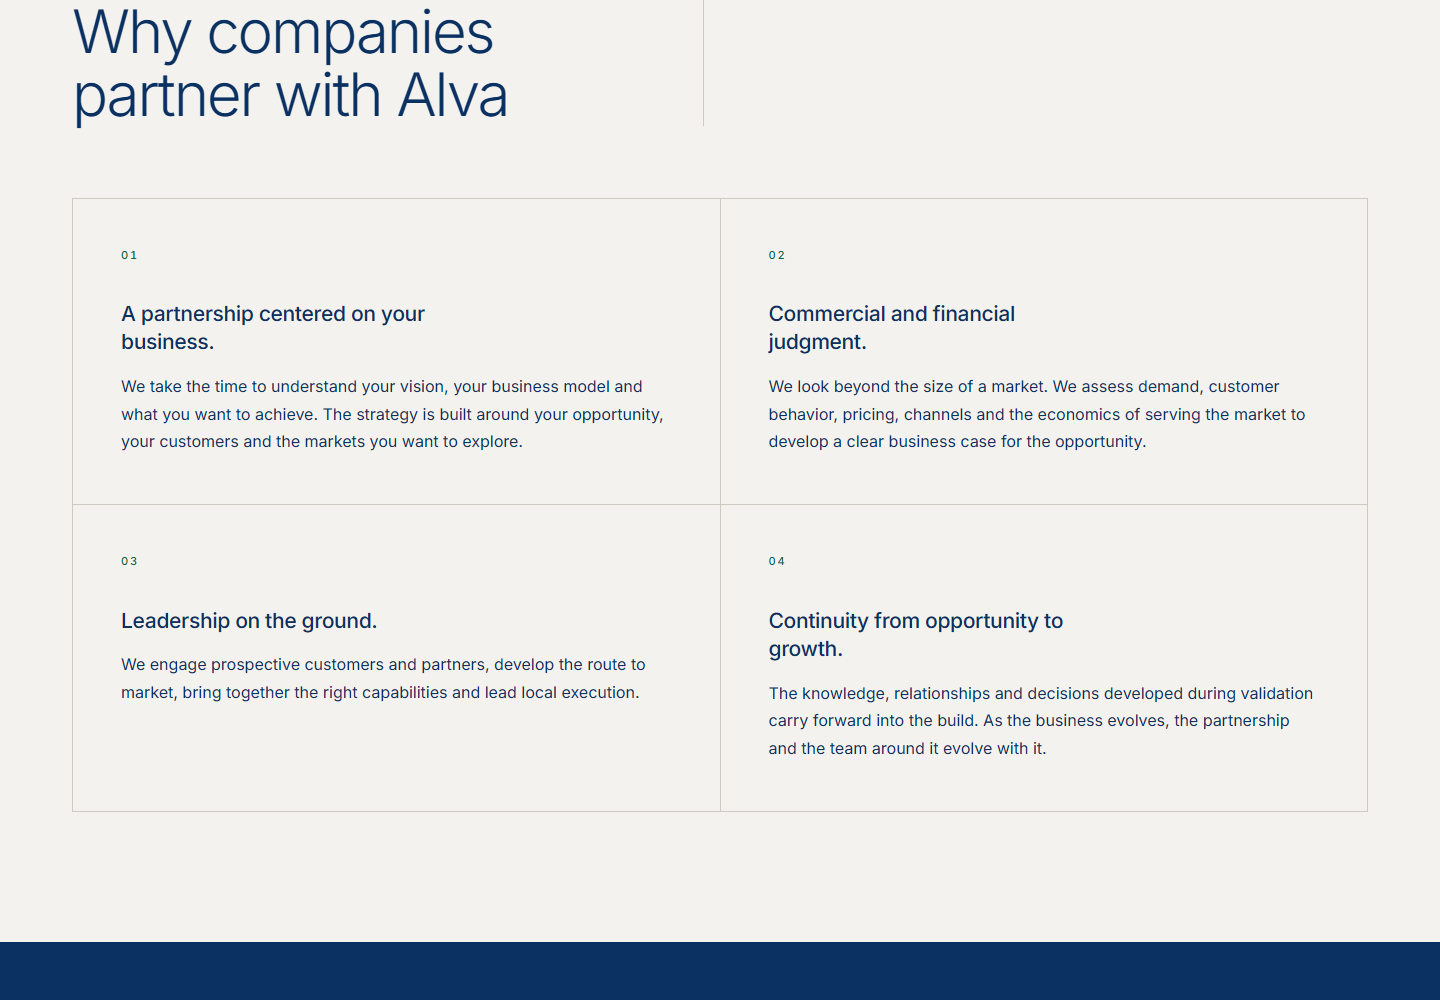 Why companies
partner with Alva
01
A partnership centered on your
business.
We take the time to understand your vision, your business model and
what you want to achieve. The strategy is built around your opportunity,
your customers and the markets you want to explore.
02
Commercial and financial
judgment.
We look beyond the size of a market. We assess demand, customer
behavior, pricing, channels and the economics of serving the market to
develop a clear business case for the opportunity.
03
Leadership on the ground.
We engage prospective customers and partners, develop the route to
market, bring together the right capabilities and lead local execution.
04
Continuity from opportunity to
growth.
The knowledge, relationships and decisions developed during validation
carry forward into the build. As the business evolves, the partnership
and the team around it evolve with it.